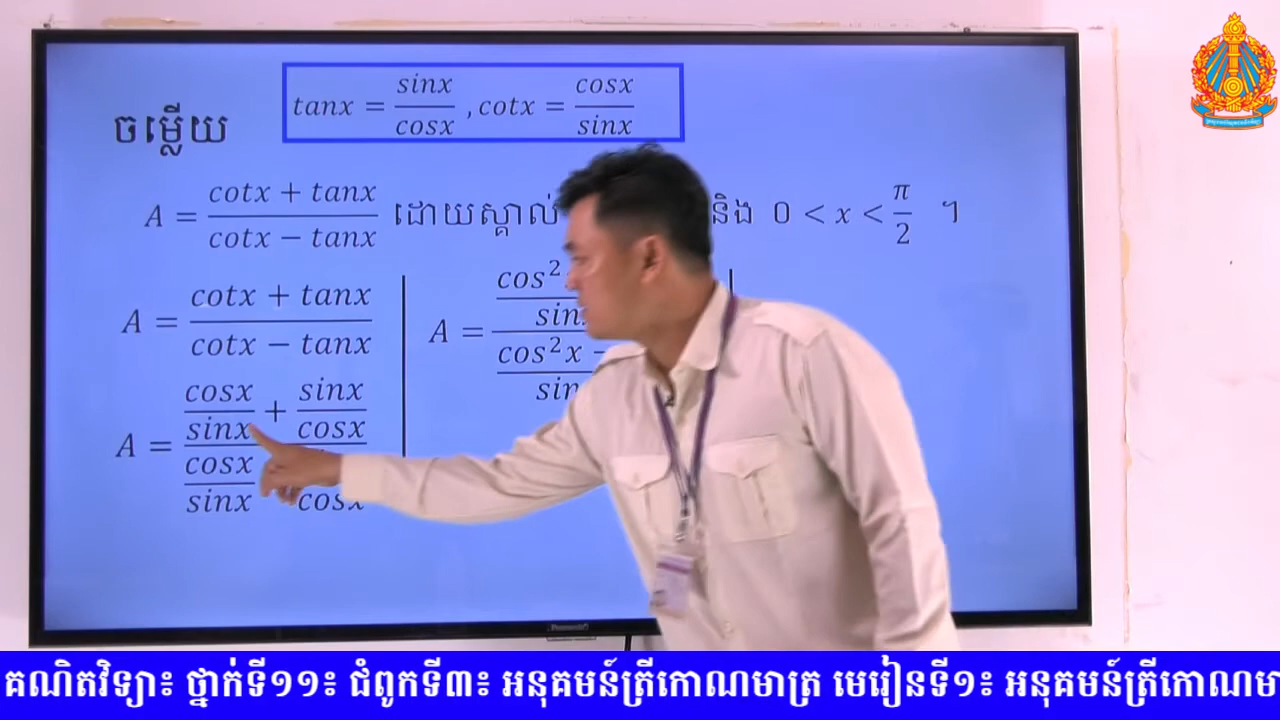 tanx = sinx/cosx , cotx = cosx/sinx
ចម្លើយ
A = (cotx + tanx)/(cotx − tanx) ដោយស្គាល់ និង 0 < x < π/2 ។
A = (cotx + tanx)/(cotx − tanx)
A = (cosx/sinx + sinx/cosx)/(cosx/sinx cosx)
A = (cos²/sin)/(cos²x −/sin)
គណិតវិទ្យា៖ ថ្នាក់ទី១១៖ ជំពូកទី៣៖ អនុគមន៍ត្រីកោណមាត្រ មេរៀនទី១៖ អនុគមន៍ត្រីកោណមា